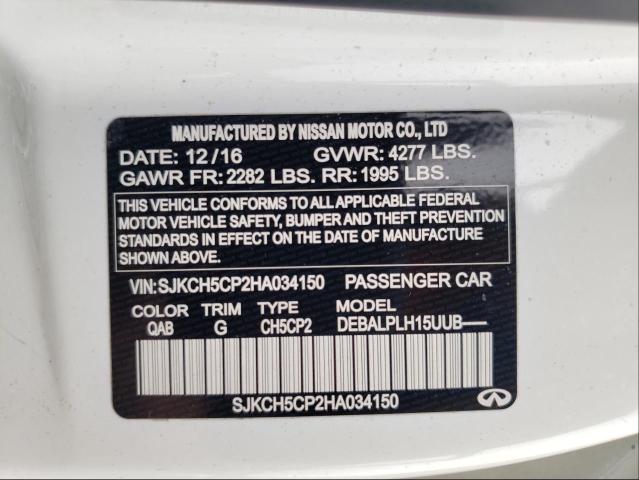 MANUFACTURED BY NISSAN MOTOR CO., LTD
DATE: 12/16 GVWR: 4277 LBS.
GAWR FR: 2282 LBS. RR: 1995 LBS.
THIS VEHICLE CONFORMS TO ALL APPLICABLE FEDERAL
MOTOR VEHICLE SAFETY, BUMPER AND THEFT PREVENTION
STANDARDS IN EFFECT ON THE DATE OF MANUFACTURE
SHOWN ABOVE.
VIN: SJKCH5CP2HA034150 PASSENGER CAR
COLOR TRIM TYPE MODEL
QAB G CH5CP2 DEBALPLH15UUB-----
SJKCH5CP2HA034150